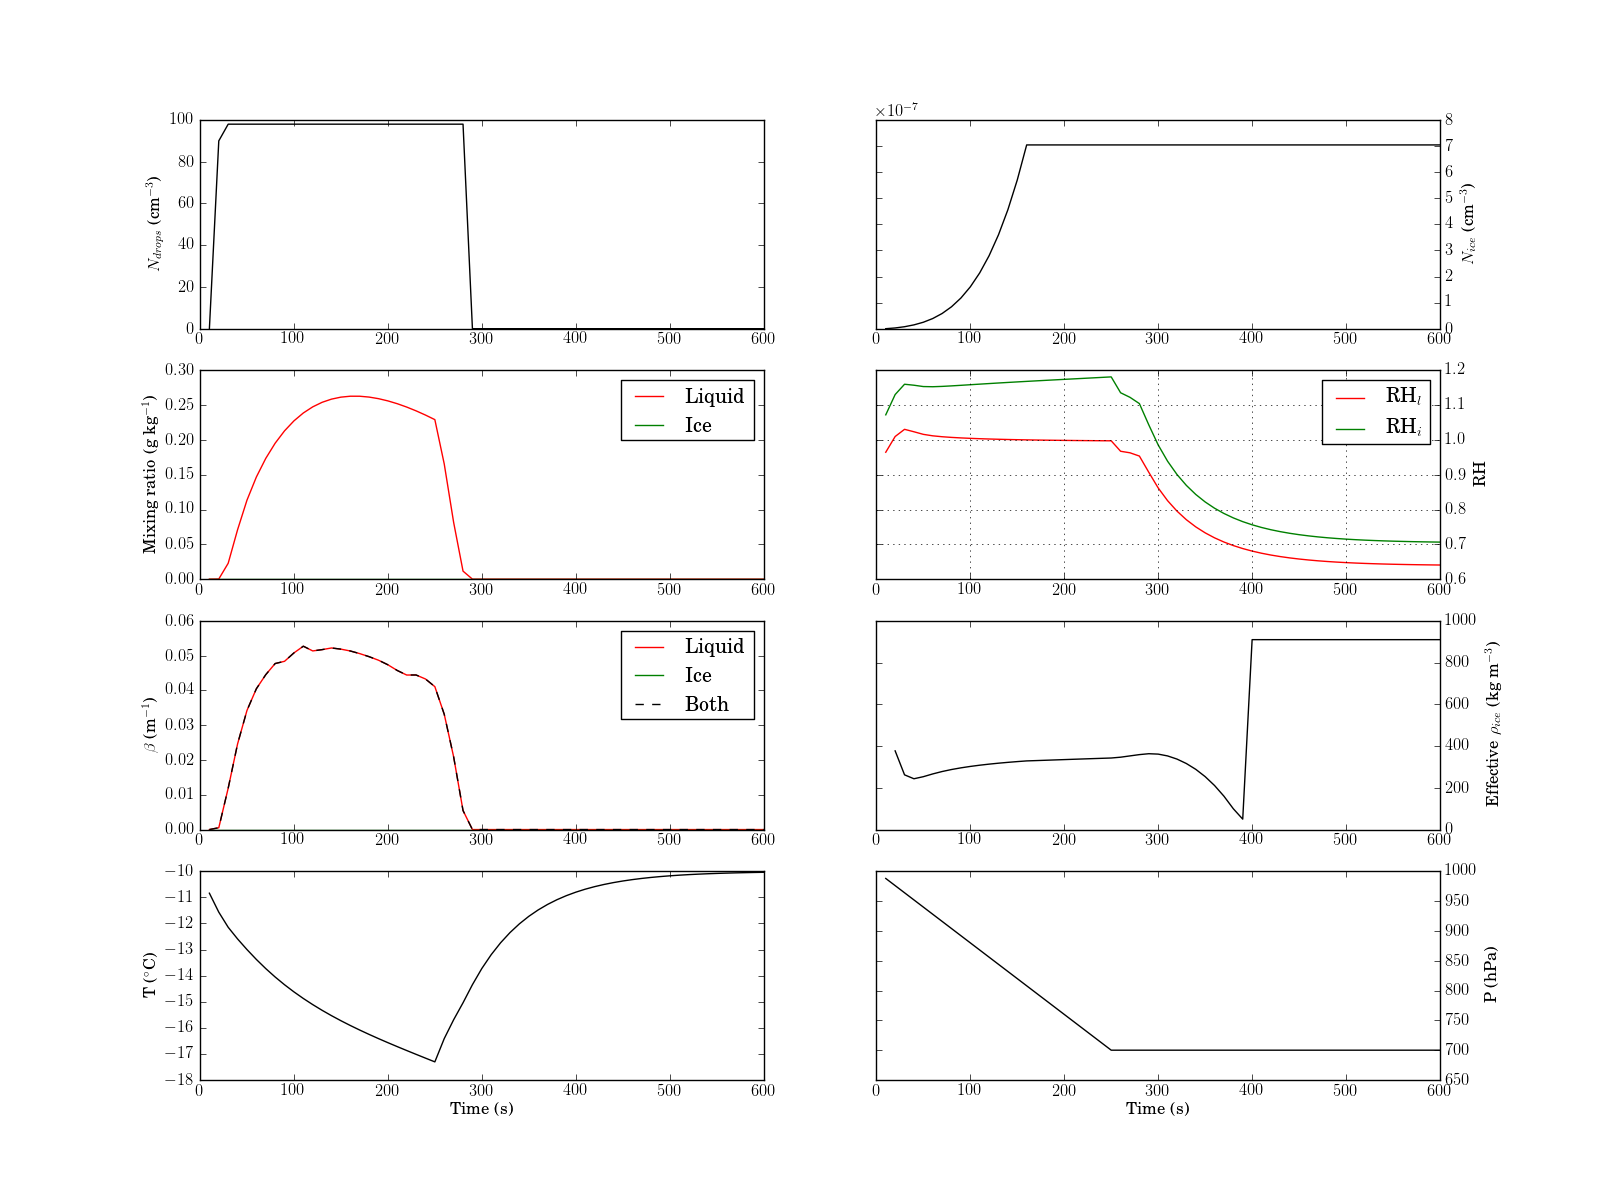 100
80
60
40
20
0
N_drops (cm^−3)
0 100 200 300 400 500 600
×10^−7
8
7
6
5
4
3
2
1
0
N_ice (cm^−3)
0 100 200 300 400 500 600
0.30
0.25
0.20
0.15
0.10
0.05
0.00
Mixing ratio (g kg^−1)
Liquid
Ice
0 100 200 300 400 500 600
1.2
1.1
1.0
0.9
0.8
0.7
0.6
RH
RH_l
RH_i
0 100 200 300 400 500 600
0.06
0.05
0.04
0.03
0.02
0.01
0.00
β (m^−1)
Liquid
Ice
Both
0 100 200 300 400 500 600
1000
800
600
400
200
0
Effective ρ_ice (kg m^−3)
0 100 200 300 400 500 600
−10
−11
−12
−13
−14
−15
−16
−17
−18
T (°C)
0 100 200 300 400 500 600
Time (s)
1000
950
900
850
800
750
700
650
P (hPa)
0 100 200 300 400 500 600
Time (s)